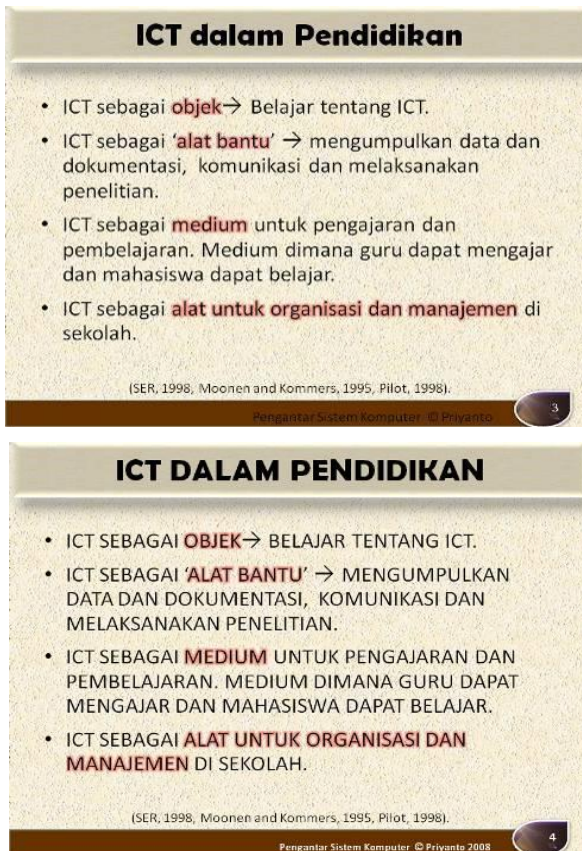 ICT dalam Pendidikan
• ICT sebagai objek→ Belajar tentang ICT.
• ICT sebagai ‘alat bantu’ → mengumpulkan data dan
dokumentasi, komunikasi dan melaksanakan
penelitian.
• ICT sebagai medium untuk pengajaran dan
pembelajaran. Medium dimana guru dapat mengajar
dan mahasiswa dapat belajar.
• ICT sebagai alat untuk organisasi dan manajemen di
sekolah.
(SER, 1998, Moonen and Kommers, 1995, Pilot, 1998).
Pengantar Sistem Komputer © Priyanto
3
ICT DALAM PENDIDIKAN
• ICT SEBAGAI OBJEK→ BELAJAR TENTANG ICT.
• ICT SEBAGAI ‘ALAT BANTU’ → MENGUMPULKAN
DATA DAN DOKUMENTASI, KOMUNIKASI DAN
MELAKSANAKAN PENELITIAN.
• ICT SEBAGAI MEDIUM UNTUK PENGAJARAN DAN
PEMBELAJARAN. MEDIUM DIMANA GURU DAPAT
MENGAJAR DAN MAHASISWA DAPAT BELAJAR.
• ICT SEBAGAI ALAT UNTUK ORGANISASI DAN
MANAJEMEN DI SEKOLAH.
(SER, 1998, Moonen and Kommers, 1995, Pilot, 1998).
Pengantar Sistem Komputer © Priyanto 2008
4